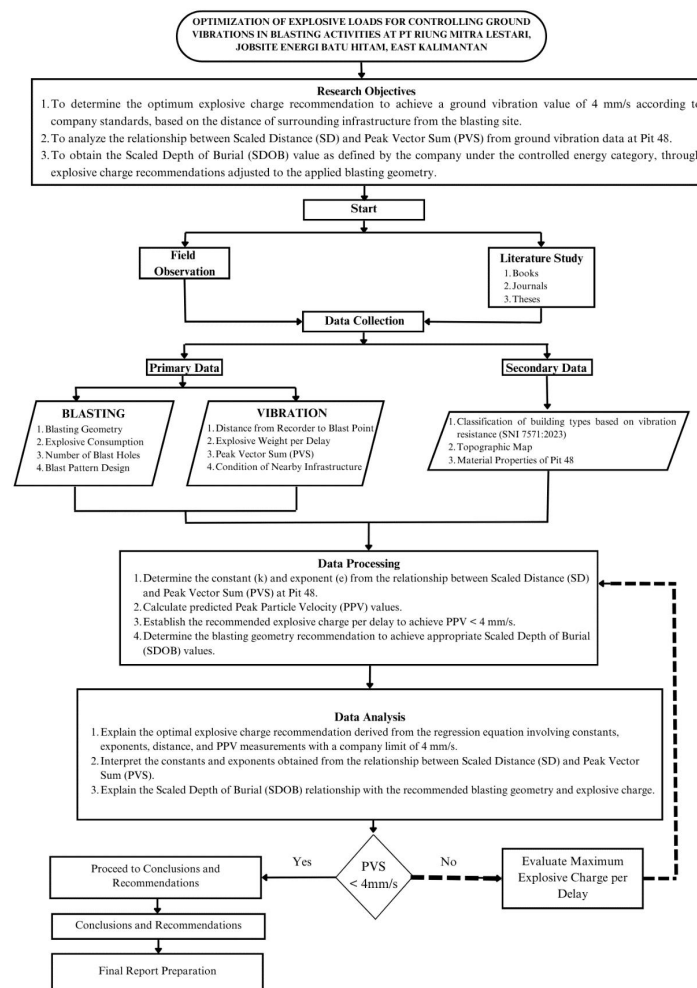 OPTIMIZATION OF EXPLOSIVE LOADS FOR CONTROLLING GROUND
VIBRATIONS IN BLASTING ACTIVITIES AT PT RIUNG MITRA LESTARI,
JOBSITE ENERGI BATU HITAM, EAST KALIMANTAN
Research Objectives
1. To determine the optimum explosive charge recommendation to achieve a ground vibration value of 4 mm/s according to
company standards, based on the distance of surrounding infrastructure from the blasting site.
2. To analyze the relationship between Scaled Distance (SD) and Peak Vector Sum (PVS) from ground vibration data at Pit 48.
3. To obtain the Scaled Depth of Burial (SDOB) value as defined by the company under the controlled energy category, through
explosive charge recommendations adjusted to the applied blasting geometry.
Start
Field
Observation
Literature Study
1. Books
2. Journals
3. Theses
Data Collection
Primary Data
Secondary Data
BLASTING
1. Blasting Geometry
2. Explosive Consumption
3. Number of Blast Holes
4. Blast Pattern Design
VIBRATION
1. Distance from Recorder to Blast Point
2. Explosive Weight per Delay
3. Peak Vector Sum (PVS)
4. Condition of Nearby Infrastructure
1. Classification of building types based on vibration
resistance (SNI 7571:2023)
2. Topographic Map
3. Material Properties of Pit 48
Data Processing
1. Determine the constant (k) and exponent (e) from the relationship between Scaled Distance (SD)
and Peak Vector Sum (PVS) at Pit 48.
2. Calculate predicted Peak Particle Velocity (PPV) values.
3. Establish the recommended explosive charge per delay to achieve PPV < 4 mm/s.
4. Determine the blasting geometry recommendation to achieve appropriate Scaled Depth of Burial
(SDOB) values.
Data Analysis
1. Explain the optimal explosive charge recommendation derived from the regression equation involving constants,
exponents, distance, and PPV measurements with a company limit of 4 mm/s.
2. Interpret the constants and exponents obtained from the relationship between Scaled Distance (SD) and Peak Vector
Sum (PVS).
3. Explain the Scaled Depth of Burial (SDOB) relationship with the recommended blasting geometry and explosive charge.
PVS
< 4mm/s
Yes
No
Proceed to Conclusions and
Recommendations
Evaluate Maximum
Explosive Charge per
Delay
Conclusions and Recommendations
Final Report Preparation